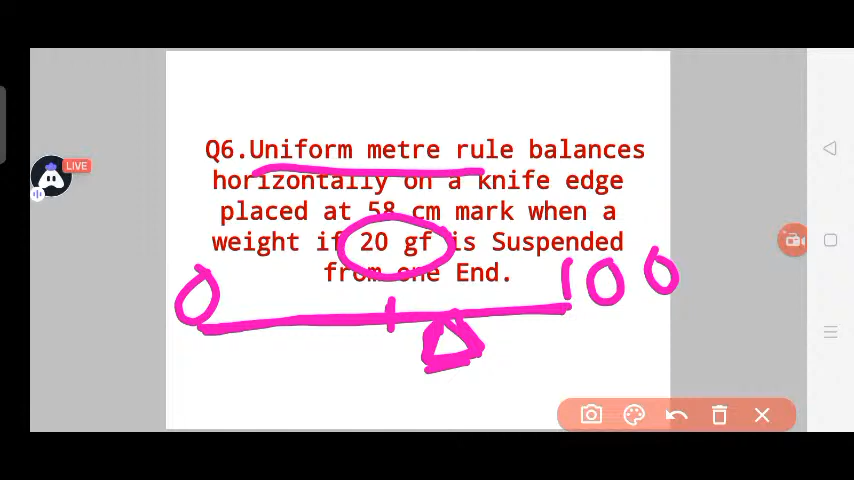 Q6.Uniform metre rule balances
horizontally on a knife edge
placed at 58 cm mark when a
weight if 20 gf is Suspended
from one End.
LIVE
0
100